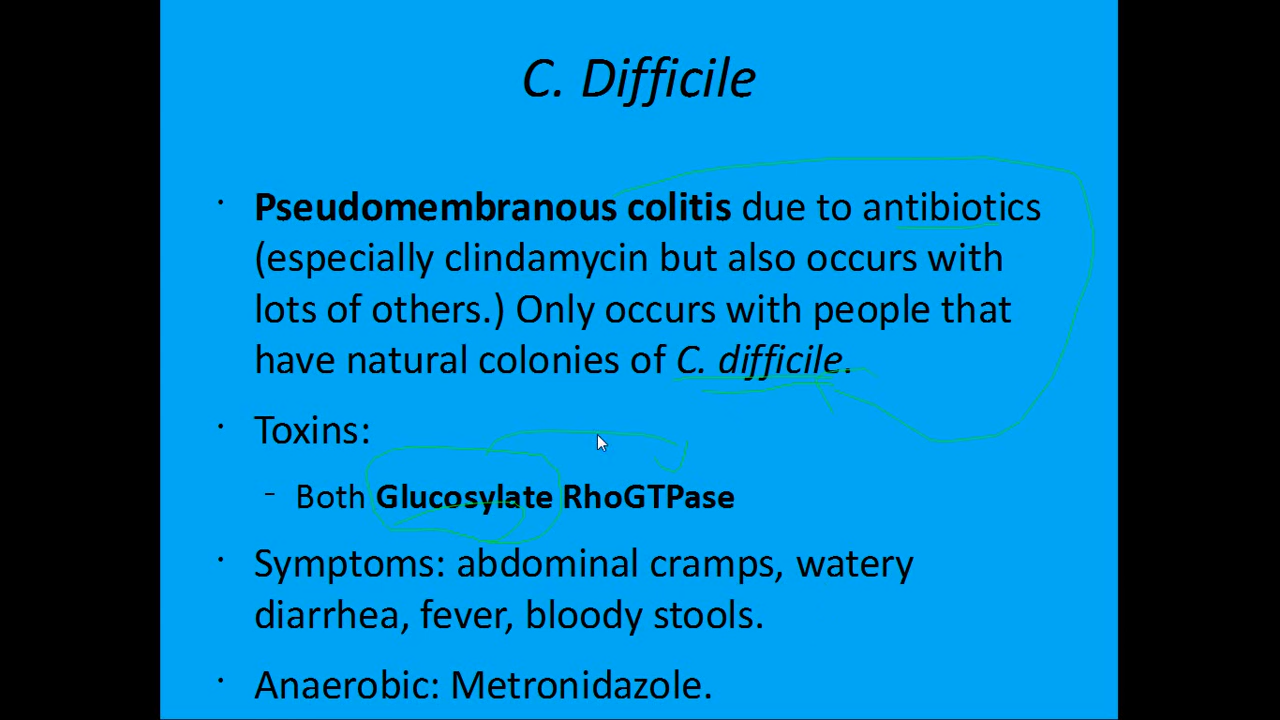 C. Difficile
· Pseudomembranous colitis due to antibiotics
(especially clindamycin but also occurs with
lots of others.) Only occurs with people that
have natural colonies of C. difficile.
· Toxins:
– Both Glucosylate RhoGTPase
· Symptoms: abdominal cramps, watery
diarrhea, fever, bloody stools.
· Anaerobic: Metronidazole.